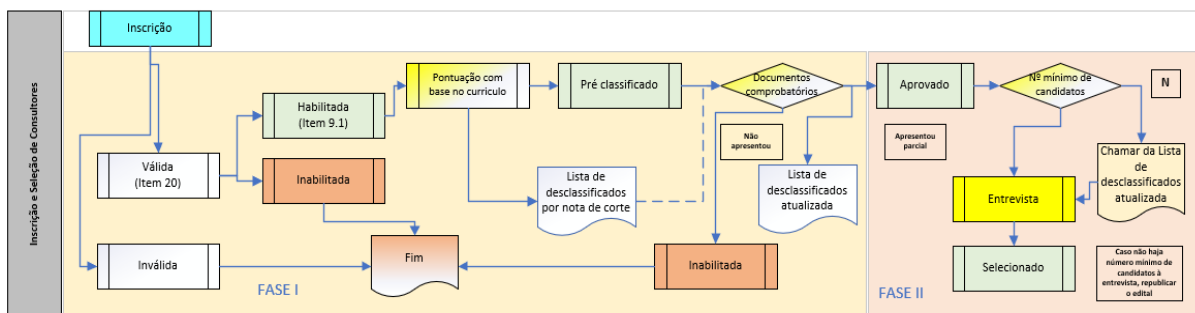 Inscrição e Seleção de Consultores
Inscrição
Habilitada
(Item 9.1)
Pontuação com
base no curriculo
Pré classificado
Documentos
comprobatórios
Aprovado
Nº mínimo de
candidatos
N
Não
apresentou
Apresentou
parcial
Válida
(Item 20)
Inabilitada
Lista de
desclassificados
por nota de corte
Lista de
desclassificados
atualizada
Chamar da Lista
de
desclassificados
atualizada
Entrevista
Inválida
Fim
Inabilitada
Selecionado
Caso não haja
número mínimo de
candidatos à
entrevista, republicar
o edital
FASE I
FASE II